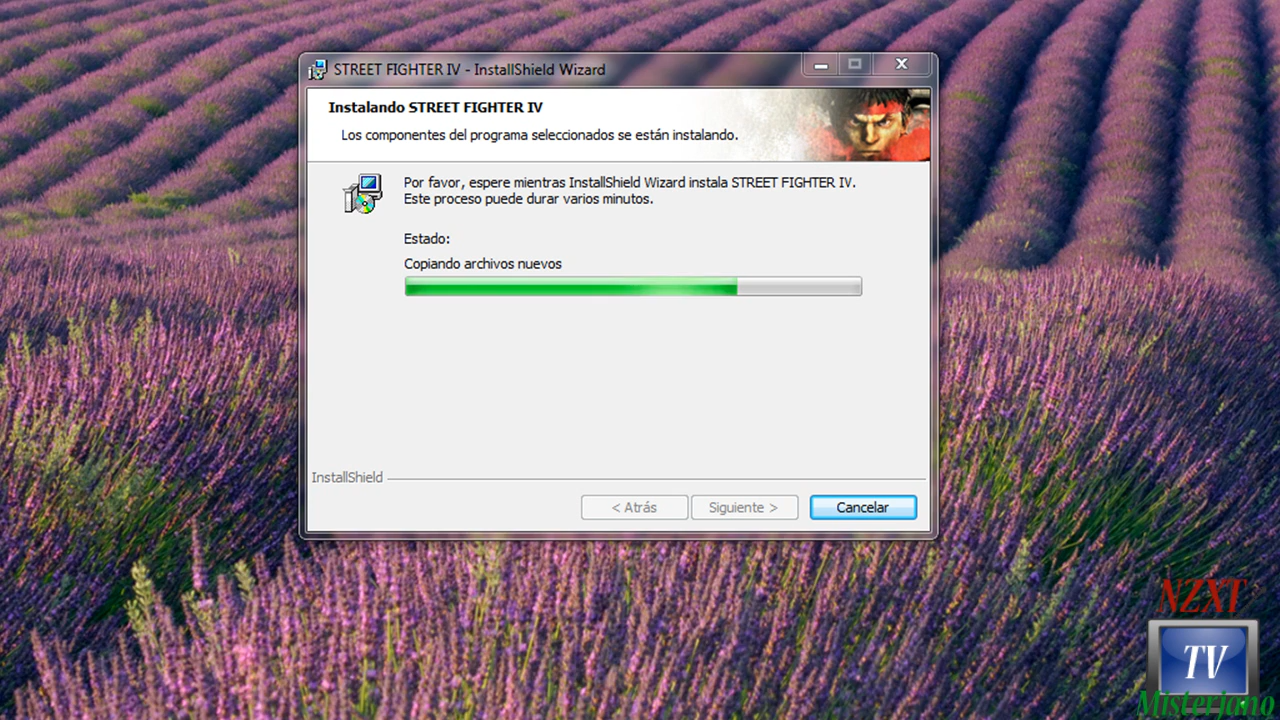 STREET FIGHTER IV - InstallShield Wizard
Instalando STREET FIGHTER IV
Los componentes del programa seleccionados se están instalando.
Por favor, espere mientras InstallShield Wizard instala STREET FIGHTER IV.
Este proceso puede durar varios minutos.
Estado:
Copiando archivos nuevos
InstallShield
< Atrás
Siguiente >
Cancelar
NZXT
TV
Misterjano